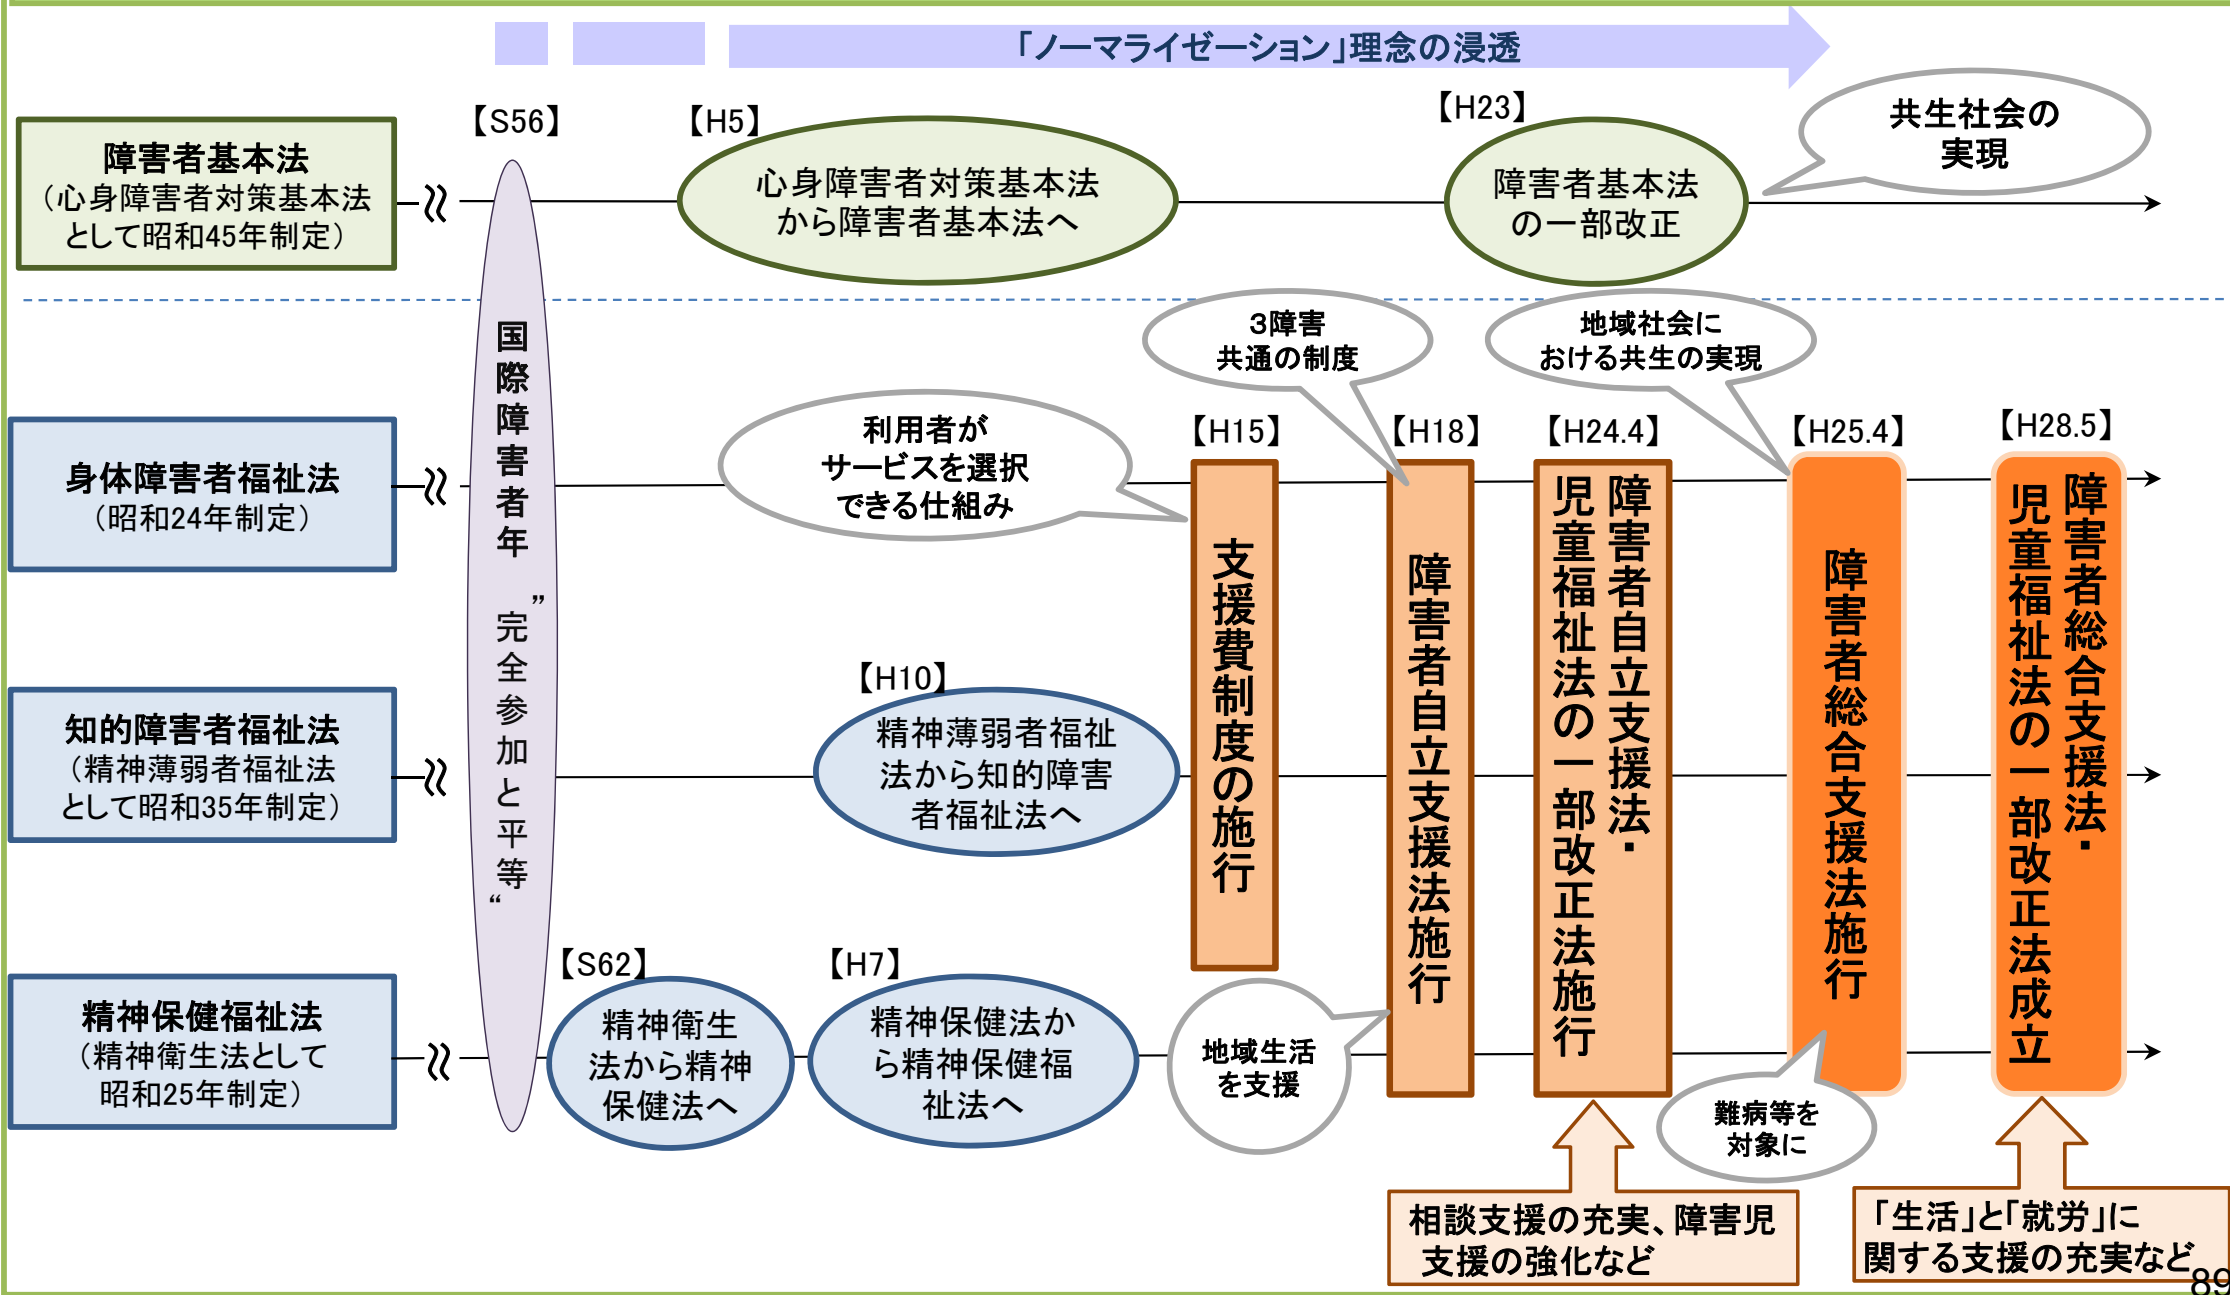 「ノーマライゼーション」理念の浸透
【S56】
【H5】
【H23】
共生社会の
実現
障害者基本法
（心身障害者対策基本法
として昭和45年制定）
心身障害者対策基本法
から障害者基本法へ
障害者基本法
の一部改正
国際障害者年 ”完全参加と平等“
3障害
共通の制度
地域社会に
おける共生の実現
利用者が
サービスを選択
できる仕組み
【H15】
【H18】
【H24.4】
【H25.4】
【H28.5】
身体障害者福祉法
（昭和24年制定）
支援費制度の施行
障害者自立支援法施行
障害者自立支援法・
児童福祉法の一部改正法施行
障害者総合支援法施行
障害者総合支援法・
児童福祉法の一部改正法成立
【H10】
知的障害者福祉法
（精神薄弱者福祉法
として昭和35年制定）
精神薄弱者福祉
法から知的障害
者福祉法へ
【S62】
【H7】
精神保健福祉法
（精神衛生法として
昭和25年制定）
精神衛生
法から精神
保健法へ
精神保健法か
ら精神保健福
祉法へ
地域生活
を支援
難病等を
対象に
相談支援の充実、障害児
支援の強化など
「生活」と「就労」に
関する支援の充実など
89